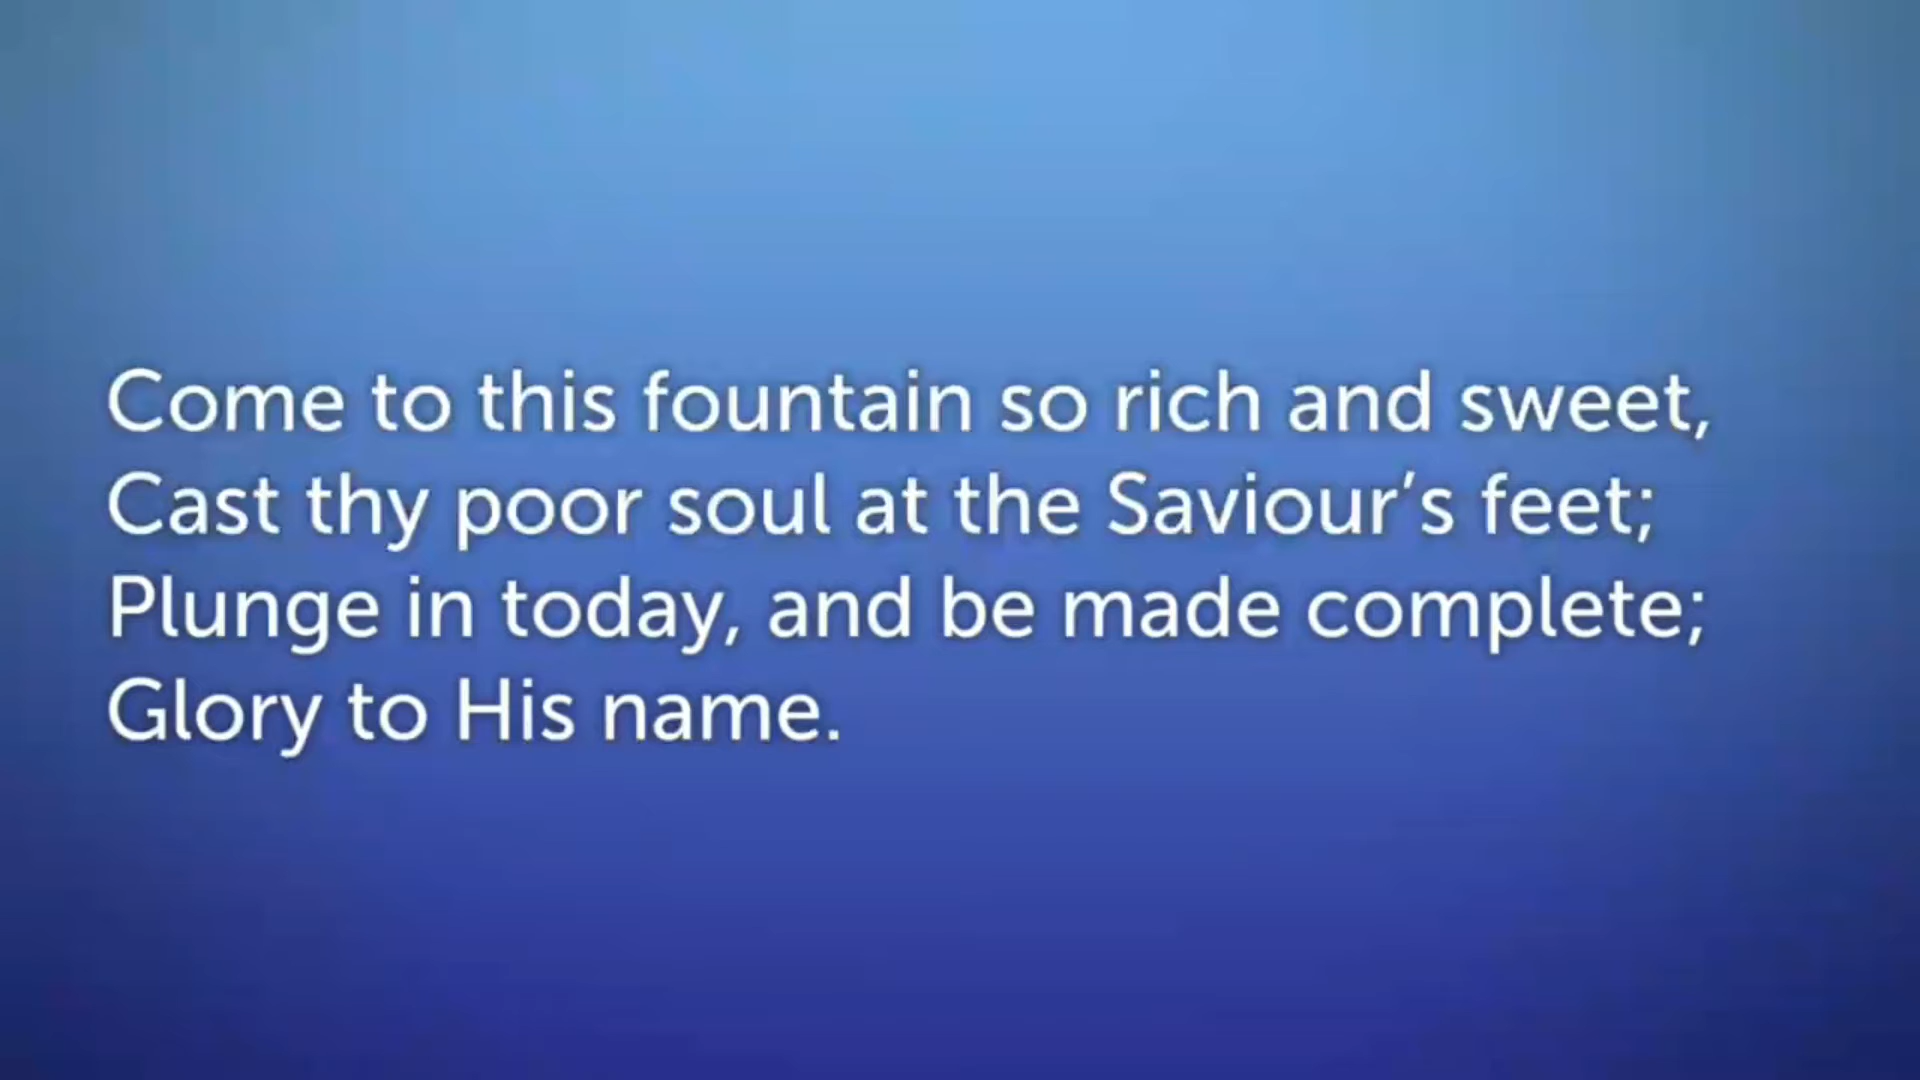 Come to this fountain so rich and sweet,
Cast thy poor soul at the Saviour’s feet;
Plunge in today, and be made complete;
Glory to His name.